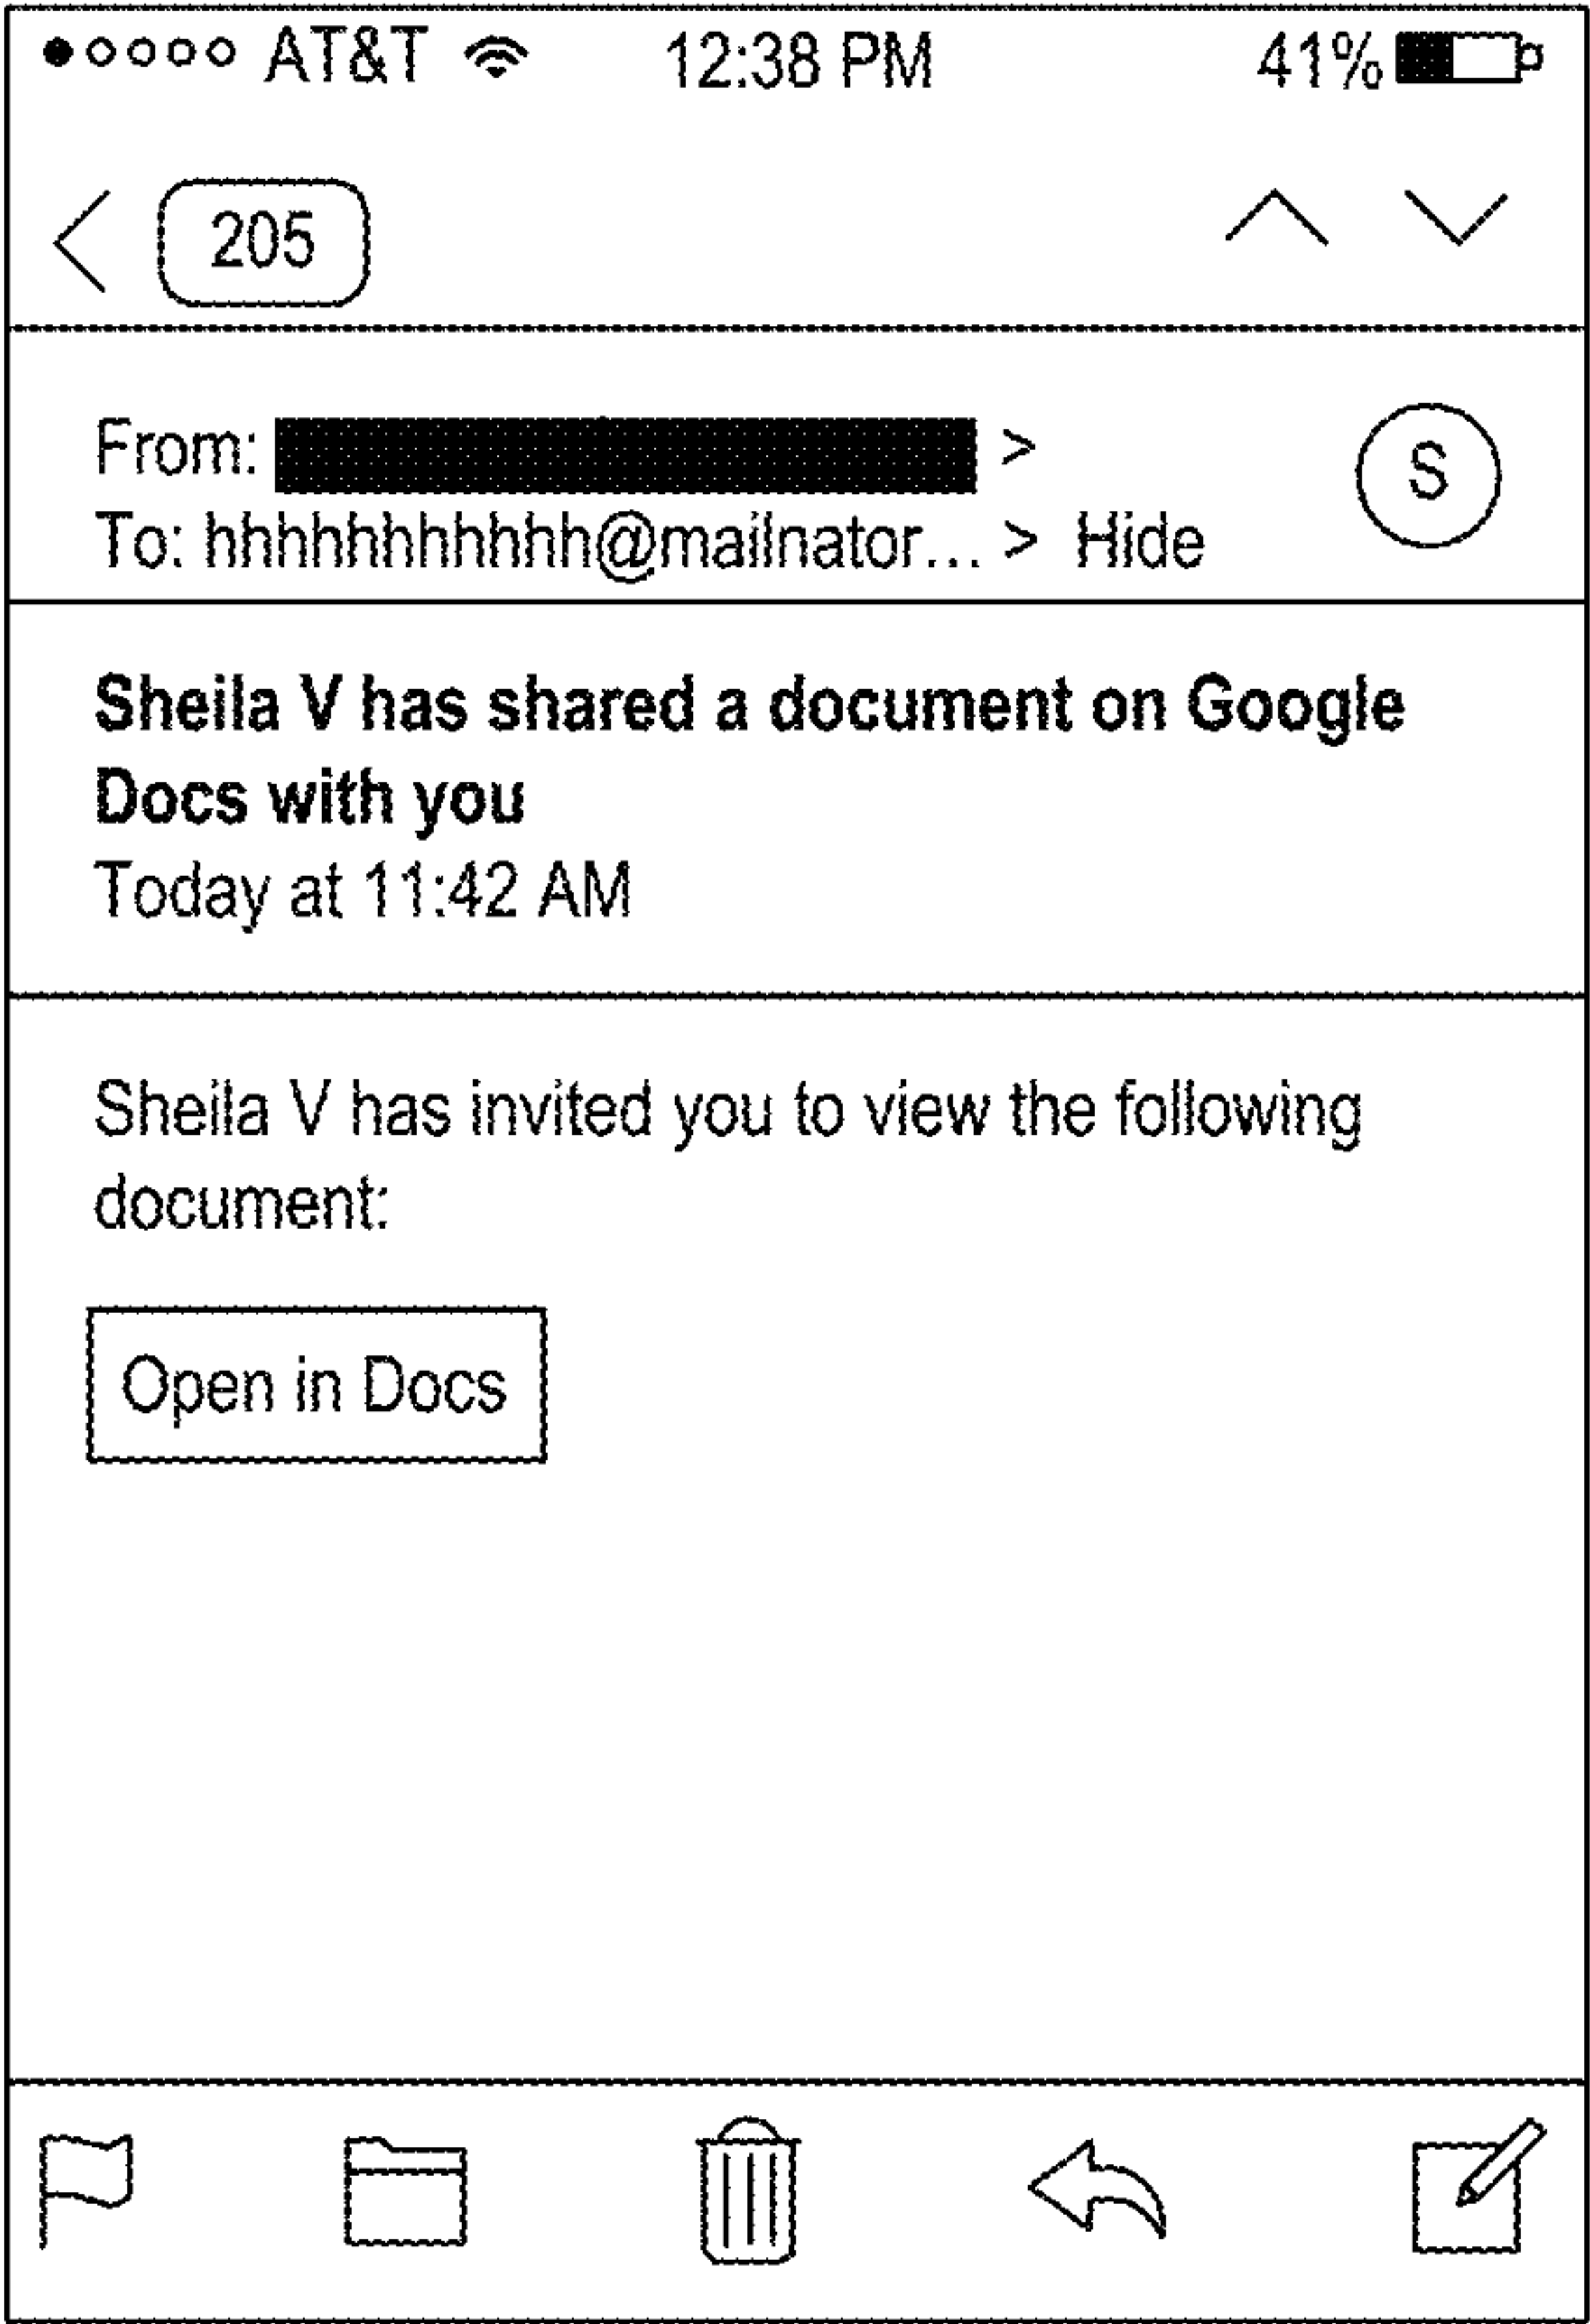 AT&T 12:38 PM 41%
205
From: >
To: hhhhhhhhhhh@mailnator... > Hide
S
Sheila V has shared a document on Google
Docs with you
Today at 11:42 AM
Sheila V has invited you to view the following
document:
Open in Docs